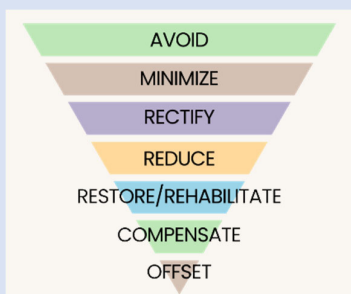 AVOID
MINIMIZE
RECTIFY
REDUCE
RESTORE/REHABILITATE
COMPENSATE
OFFSET